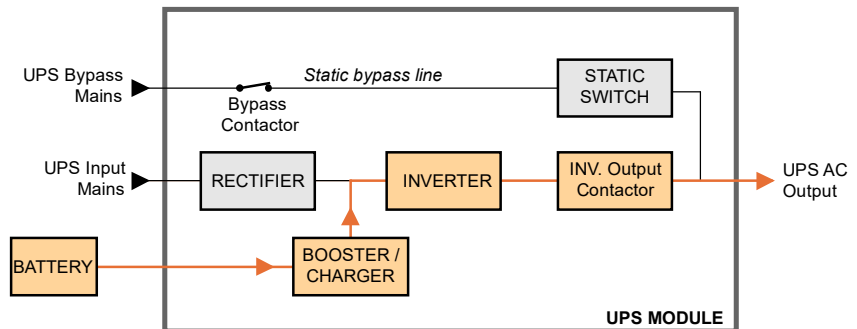 UPS Bypass
Mains
Static bypass line
Bypass
Contactor
STATIC
SWITCH
UPS Input
Mains
RECTIFIER
INVERTER
INV. Output
Contactor
UPS AC
Output
BATTERY
BOOSTER /
CHARGER
UPS MODULE